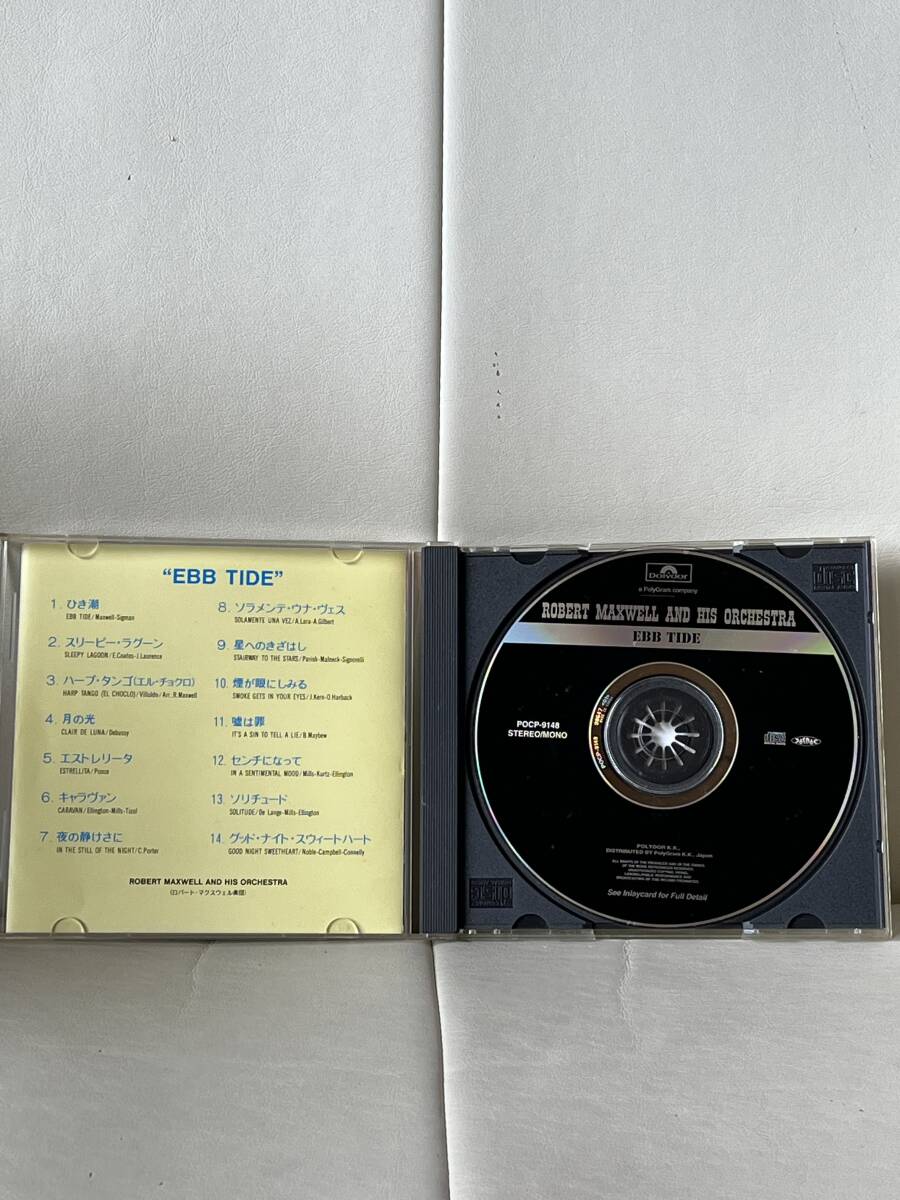 “EBB TIDE”
1. ひき潮
EBB TIDE/Maxwell-Sigman
2. スリーピー・ラグーン
SLEEPY LAGOON/E.Coates-J.Lawrence
3. ハープ・タンゴ(エル・チョクロ)
HARP TANGO (EL CHOCLO)/Villoldo/Arr.:R.Maxwell
4. 月の光
CLAIR DE LUNA/Debussy
5. エストレリータ
ESTRELLITA/Ponce
6. キャラヴァン
CARAVAN/Ellington-Mills-Tizol
7. 夜の静けさに
IN THE STILL OF THE NIGHT/C.Porter
8. ソラメンテ・ウナ・ヴェス
SOLAMENTE UNA VEZ/A.Lara-A.Gilbert
9. 星へのきざはし
STAIRWAY TO THE STARS/Parish-Malneck-Signorelli
10. 煙が眼にしみる
SMOKE GETS IN YOUR EYES/J.Kern-O.Harback
11. 嘘は罪
IT'S A SIN TO TELL A LIE/B.Mayhew
12. センチになって
IN A SENTIMENTAL MOOD/Mills-Kurtz-Ellington
13. ソリチュード
SOLITUDE/De Lange-Mills-Ellington
14. グッド・ナイト・スウィートハート
GOOD NIGHT SWEETHEART/Noble-Campbell-Connelly
ROBERT MAXWELL AND HIS ORCHESTRA
(ロバート・マクスウェル楽団)
Polydor
a PolyGram company
ROBERT MAXWELL AND HIS ORCHESTRA
EBB TIDE
POCP-9148
STEREO/MONO
POLYDOR K.K.,
DISTRIBUTED BY PolyGram K.K., Japan
See Inlaycard for Full Detail